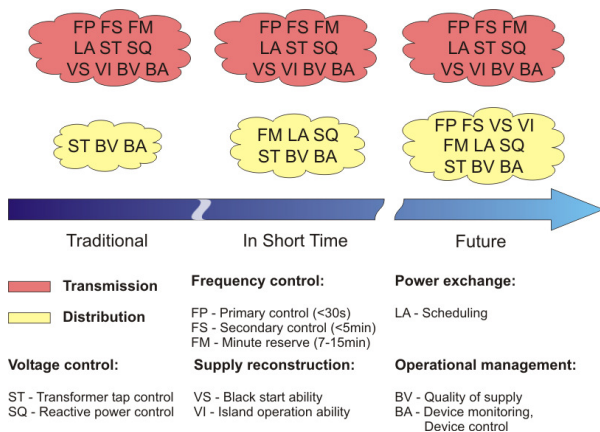 FP FS FM
LA ST SQ
VS VI BV BA
FP FS FM
LA ST SQ
VS VI BV BA
FP FS FM
LA ST SQ
VS VI BV BA
ST BV BA
FM LA SQ
ST BV BA
FP FS VS VI
FM LA SQ
ST BV BA
Traditional
In Short Time
Future
Transmission
Distribution
Frequency control:
FP - Primary control (<30s)
FS - Secondary control (<5min)
FM - Minute reserve (7-15min)
Power exchange:
LA - Scheduling
Voltage control:
ST - Transformer tap control
SQ - Reactive power control
Supply reconstruction:
VS - Black start ability
VI - Island operation ability
Operational management:
BV - Quality of supply
BA - Device monitoring,
Device control